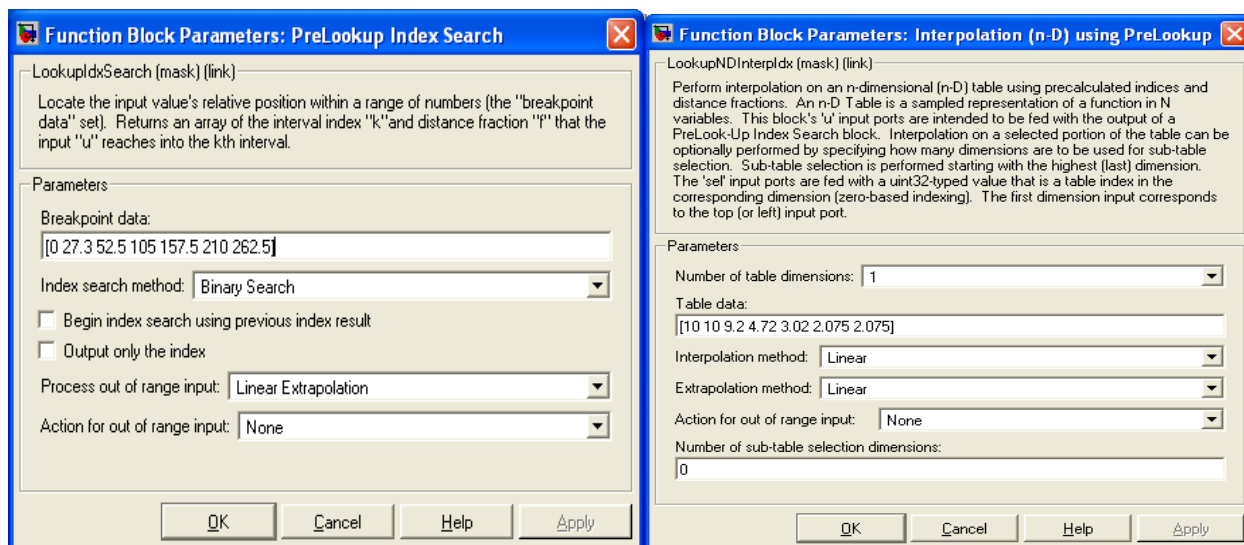 Function Block Parameters: PreLookup Index Search
LookupIdxSearch (mask) (link)
Locate the input value's relative position within a range of numbers (the "breakpoint
data" set). Returns an array of the interval index "k"and distance fraction "f" that the
input "u" reaches into the kth interval.
Parameters
Breakpoint data:
[0 27.3 52.5 105 157.5 210 262.5]
Index search method: Binary Search
Begin index search using previous index result
Output only the index
Process out of range input: Linear Extrapolation
Action for out of range input: None
OK Cancel Help Apply
Function Block Parameters: Interpolation (n-D) using PreLookup
LookupNDInterpIdx (mask) (link)
Perform interpolation on an n-dimensional (n-D) table using precalculated indices and
distance fractions. An n-D Table is a sampled representation of a function in N
variables. This block's 'u' input ports are intended to be fed with the output of a
PreLook-Up Index Search block. Interpolation on a selected portion of the table can be
optionally performed by specifying how many dimensions are to be used for sub-table
selection. Sub-table selection is performed starting with the highest (last) dimension.
The 'sel' input ports are fed with a uint32-typed value that is a table index in the
corresponding dimension (zero-based indexing). The first dimension input corresponds
to the top (or left) input port.
Parameters
Number of table dimensions: 1
Table data:
[10 10 9.2 4.72 3.02 2.075 2.075]
Interpolation method: Linear
Extrapolation method: Linear
Action for out of range input: None
Number of sub-table selection dimensions:
0
OK Cancel Help Apply